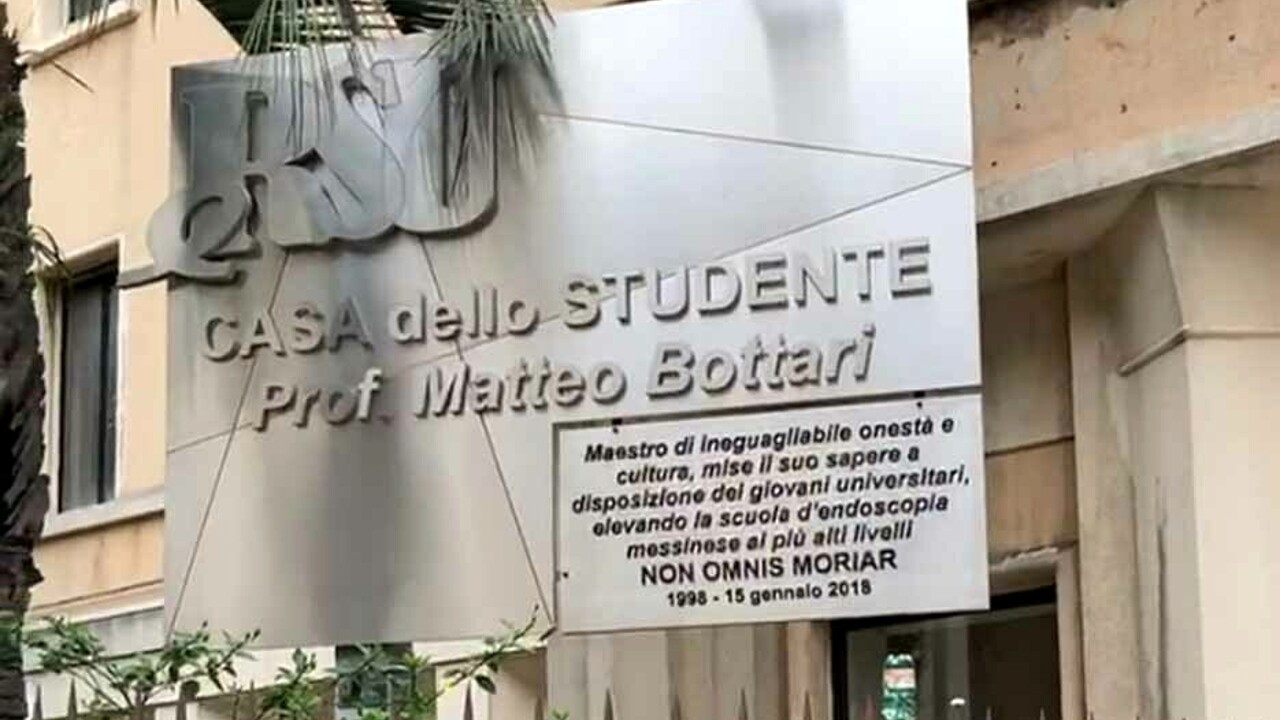 ERSU
CASA dello STUDENTE
Prof. Matteo Bottari
Maestro di ineguagliabile onestà e
cultura, mise il suo sapere a
disposizione dei giovani universitari,
elevando la scuola d'endoscopia
messinese ai più alti livelli
NON OMNIS MORIAR
1998 - 15 gennaio 2018